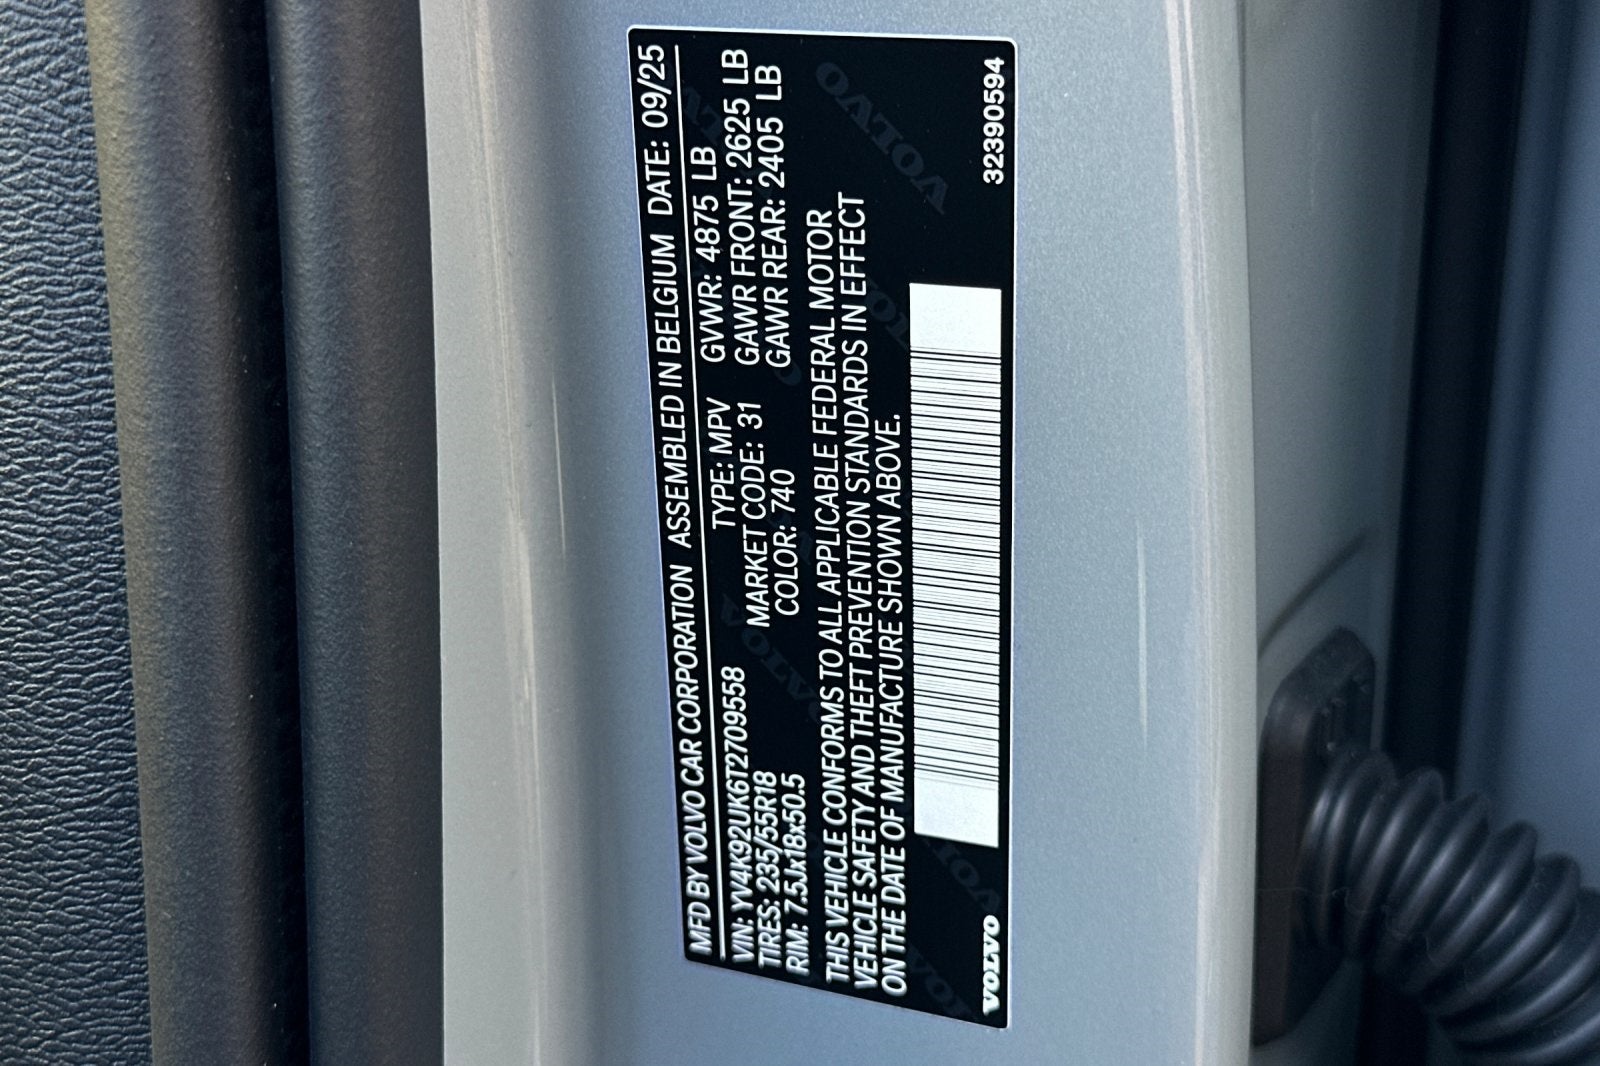 MFD BY VOLVO CAR CORPORATION ASSEMBLED IN BELGIUM DATE: 09/25
VIN: YV4K92UK6T2709558 TYPE: MPV GVWR: 4875 LB
TIRES: 235/55R18 MARKET CODE: 31 GAWR FRONT: 2625 LB
RIM: 7.5Jx18x50.5 COLOR: 740 GAWR REAR: 2405 LB
THIS VEHICLE CONFORMS TO ALL APPLICABLE FEDERAL MOTOR
VEHICLE SAFETY AND THEFT PREVENTION STANDARDS IN EFFECT
ON THE DATE OF MANUFACTURE SHOWN ABOVE.
VOLVO 32390594